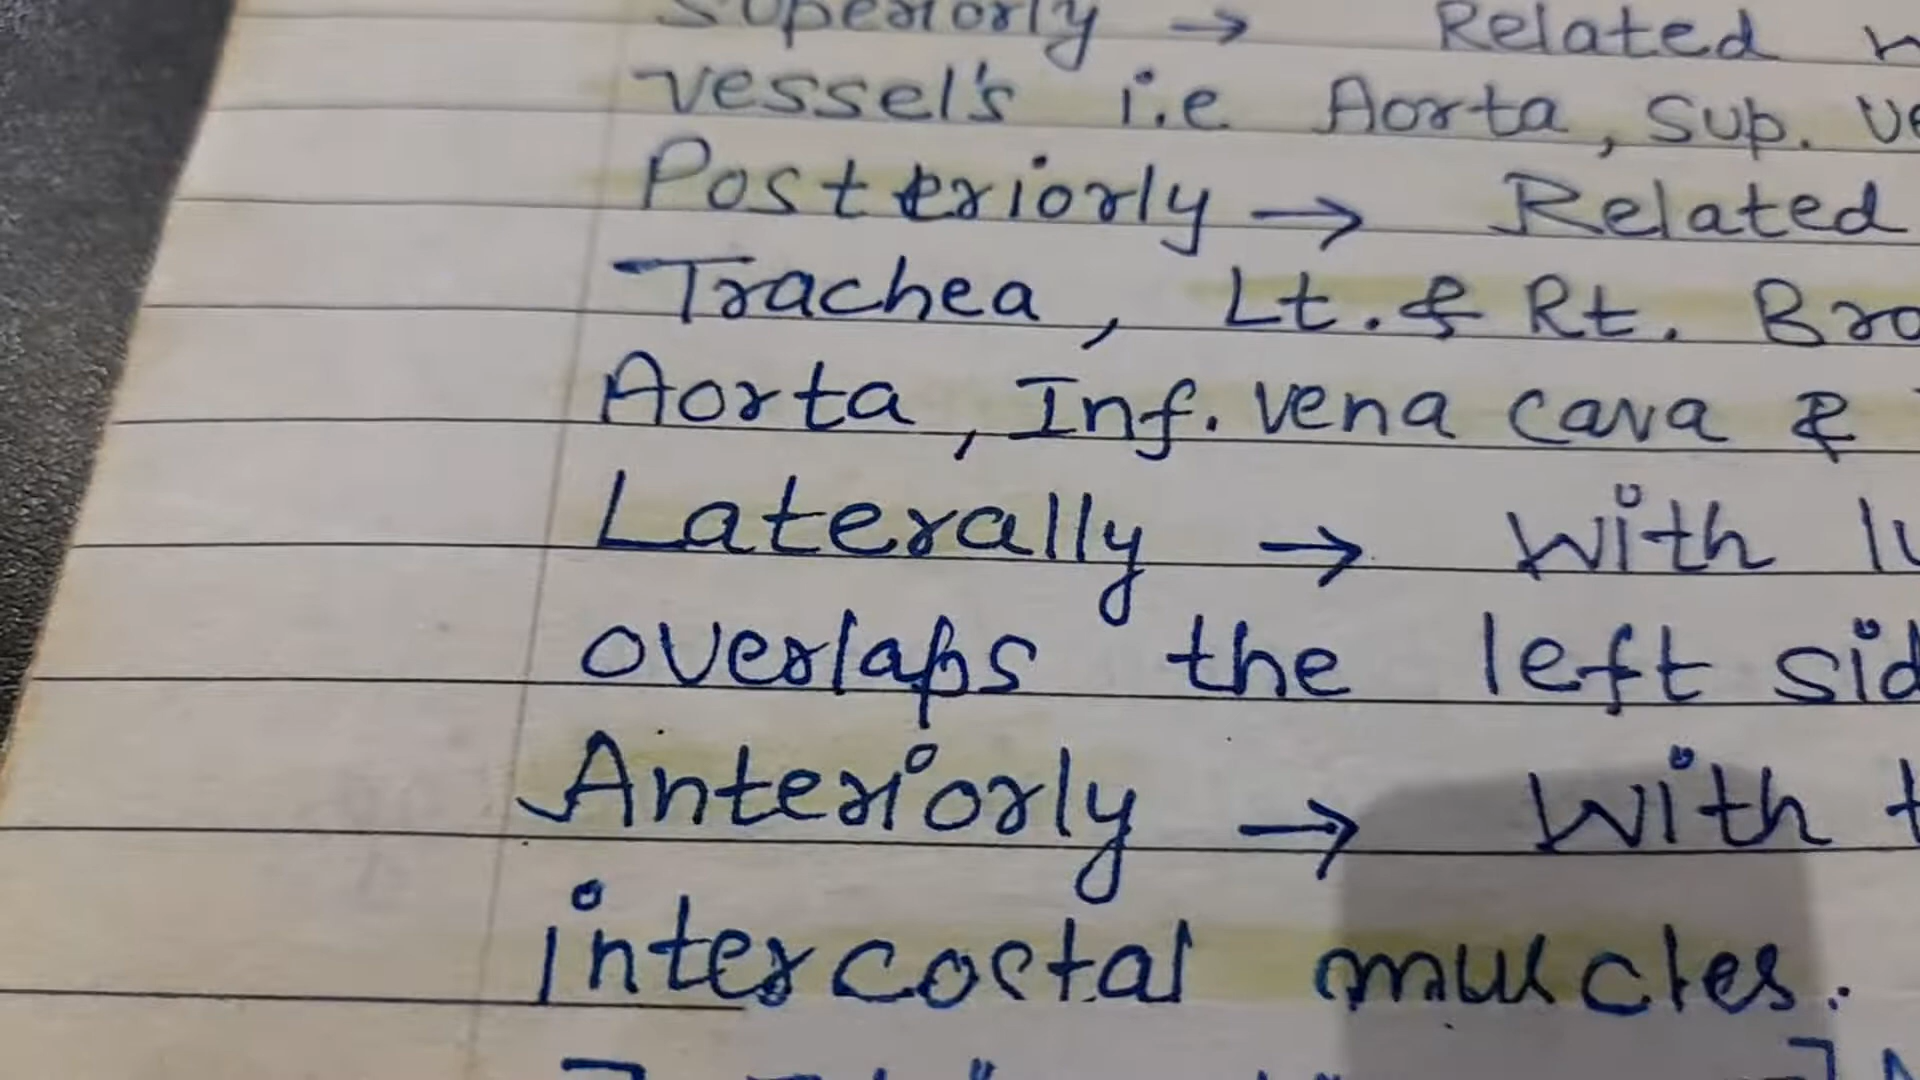 Superiorly → Related
vessel's i.e Aorta, Sup.
Posteriorly → Related
Trachea, Lt. & Rt.
Aorta, Inf. vena cava &
Laterally → With
overlaps the left
Anteriorly → With
intercostal muscles.